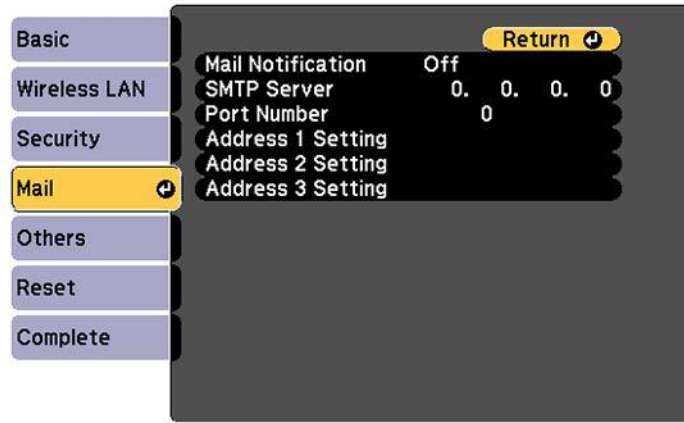 Basic
Wireless LAN
Security
Mail
Others
Reset
Complete
Return
Mail Notification Off
SMTP Server 0. 0. 0. 0
Port Number 0
Address 1 Setting
Address 2 Setting
Address 3 Setting